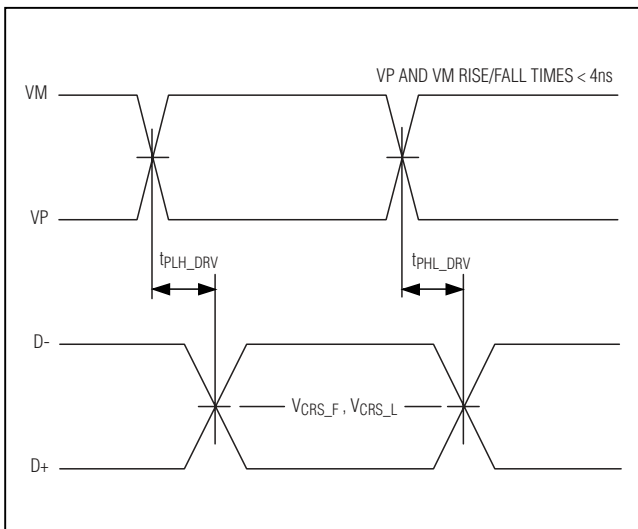 VP AND VM RISE/FALL TIMES < 4ns
VM
VP
tPLH_DRV
tPHL_DRV
D-
VCRS_F , VCRS_L
D+